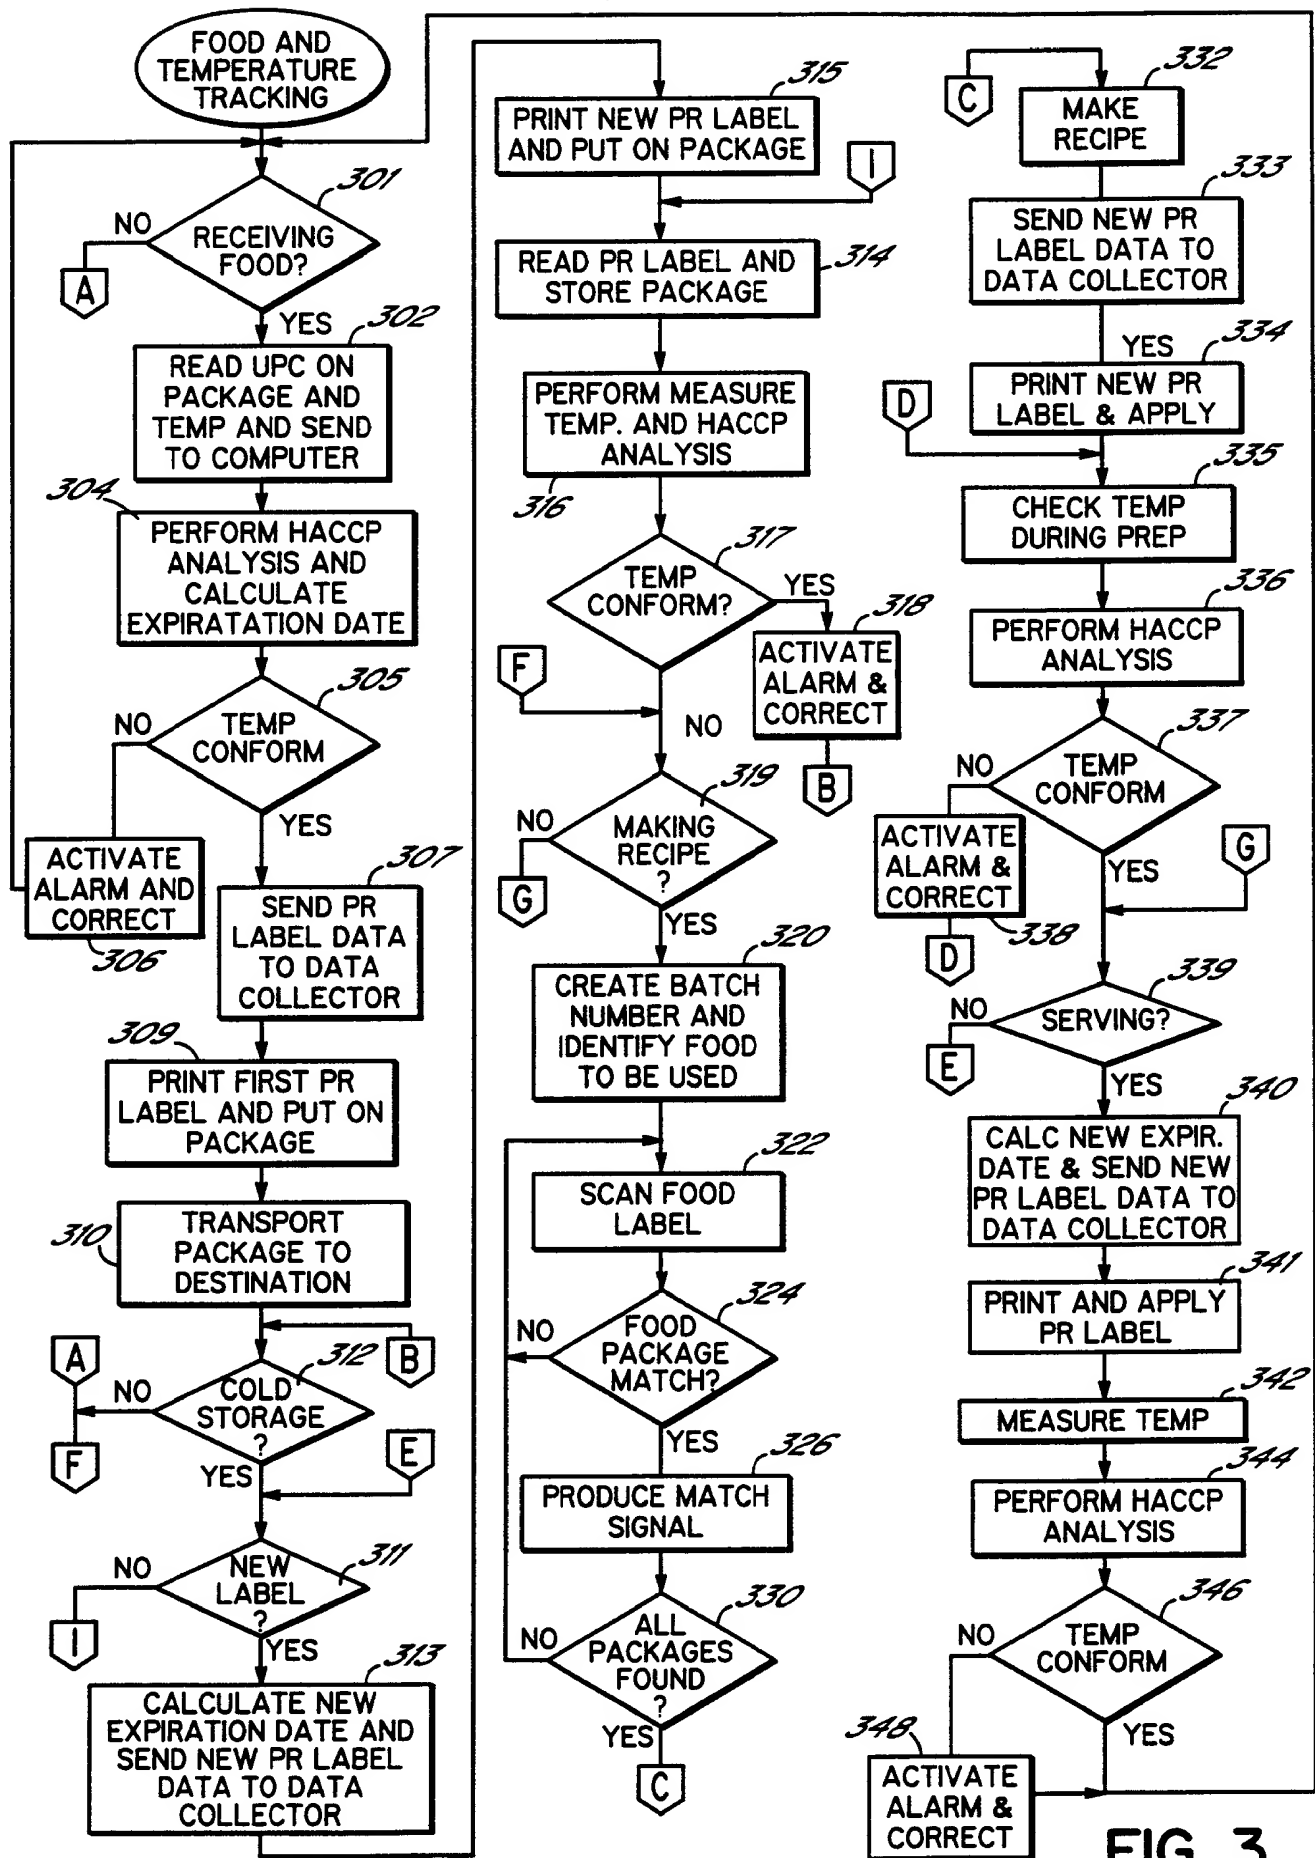 FOOD AND
TEMPERATURE
TRACKING
301
NO
RECEIVING
FOOD?
A
YES
302
READ UPC ON
PACKAGE AND
TEMP AND SEND
TO COMPUTER
304
PERFORM HACCP
ANALYSIS AND
CALCULATE
EXPIRATATION DATE
305
NO
TEMP
CONFORM
YES
ACTIVATE
ALARM AND
CORRECT
306
307
SEND PR
LABEL DATA
TO DATA
COLLECTOR
309
PRINT FIRST PR
LABEL AND PUT ON
PACKAGE
310
TRANSPORT
PACKAGE TO
DESTINATION
A
B
312
NO
COLD
STORAGE
?
F
YES
E
NO
NEW
LABEL
?
311
I
YES
313
CALCULATE NEW
EXPIRATION DATE AND
SEND NEW PR LABEL
DATA TO DATA
COLLECTOR
315
PRINT NEW PR LABEL
AND PUT ON PACKAGE
I
READ PR LABEL AND
STORE PACKAGE
314
PERFORM MEASURE
TEMP. AND HACCP
ANALYSIS
316
317
TEMP
CONFORM?
YES
318
ACTIVATE
ALARM &
CORRECT
B
F
NO
319
NO
MAKING
RECIPE
?
G
YES
320
CREATE BATCH
NUMBER AND
IDENTIFY FOOD
TO BE USED
322
SCAN FOOD
LABEL
324
NO
FOOD
PACKAGE
MATCH?
YES
326
PRODUCE MATCH
SIGNAL
330
NO
ALL
PACKAGES
FOUND
?
YES
C
C
332
MAKE
RECIPE
333
SEND NEW PR
LABEL DATA TO
DATA COLLECTOR
YES
334
PRINT NEW PR
LABEL & APPLY
D
335
CHECK TEMP
DURING PREP
336
PERFORM HACCP
ANALYSIS
337
NO
TEMP
CONFORM
ACTIVATE
ALARM &
CORRECT
338
D
YES
G
339
NO
SERVING?
E
YES
340
CALC NEW EXPIR.
DATE & SEND NEW
PR LABEL DATA TO
DATA COLLECTOR
341
PRINT AND APPLY
PR LABEL
342
MEASURE TEMP
344
PERFORM HACCP
ANALYSIS
346
NO
TEMP
CONFORM
YES
348
ACTIVATE
ALARM &
CORRECT
FIG. 3